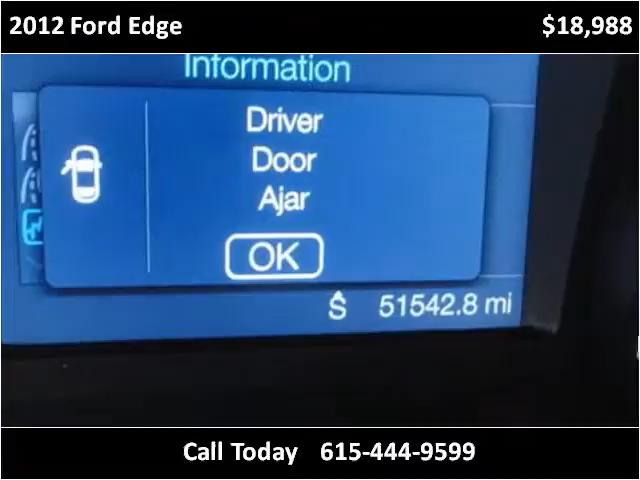 2012 Ford Edge
$18,988
Information
Driver
Door
Ajar
OK
S 51542.8 mi
Call Today 615-444-9599